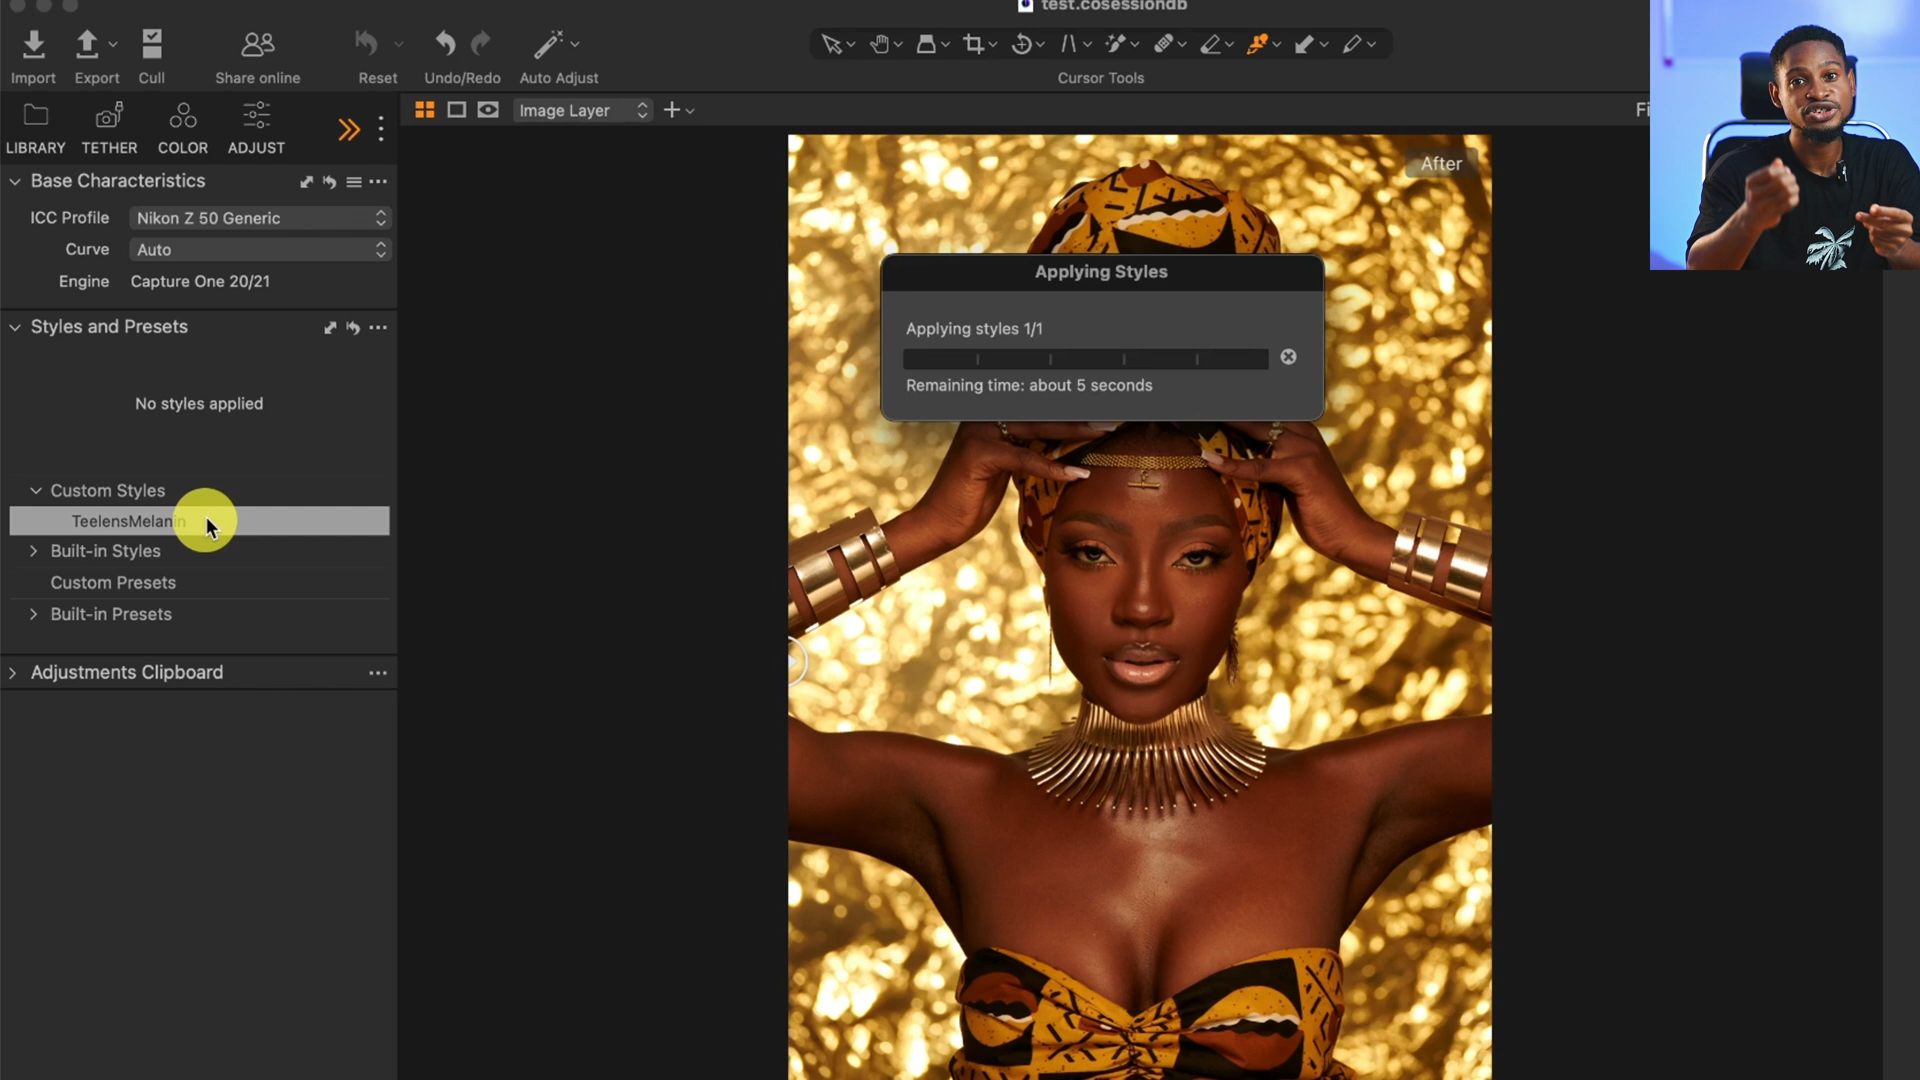 test.cosessiondb
Import
Export
Cull
Share online
Reset
Undo/Redo
Auto Adjust
Cursor Tools
LIBRARY
TETHER
COLOR
ADJUST
Image Layer
Base Characteristics
ICC Profile
Nikon Z 50 Generic
Curve
Auto
Engine
Capture One 20/21
Styles and Presets
No styles applied
Custom Styles
TeelensMelanin
Built-in Styles
Custom Presets
Built-in Presets
Adjustments Clipboard
After
Applying Styles
Applying styles 1/1
Remaining time: about 5 seconds